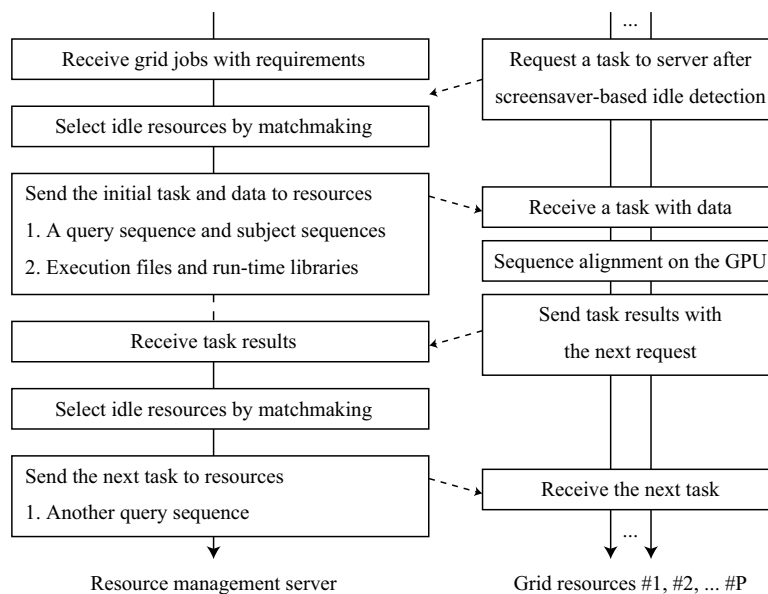 Receive grid jobs with requirements
Select idle resources by matchmaking
Send the initial task and data to resources
1. A query sequence and subject sequences
2. Execution files and run-time libraries
Receive task results
Select idle resources by matchmaking
Send the next task to resources
1. Another query sequence
Resource management server
...
Request a task to server after
screensaver-based idle detection
Receive a task with data
Sequence alignment on the GPU
Send task results with
the next request
Receive the next task
...
Grid resources #1, #2, ... #P